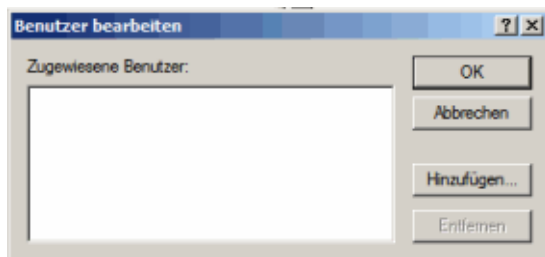 Benutzer bearbeiten
Zugewiesene Benutzer:
OK
Abbrechen
Hinzufügen...
Entfernen